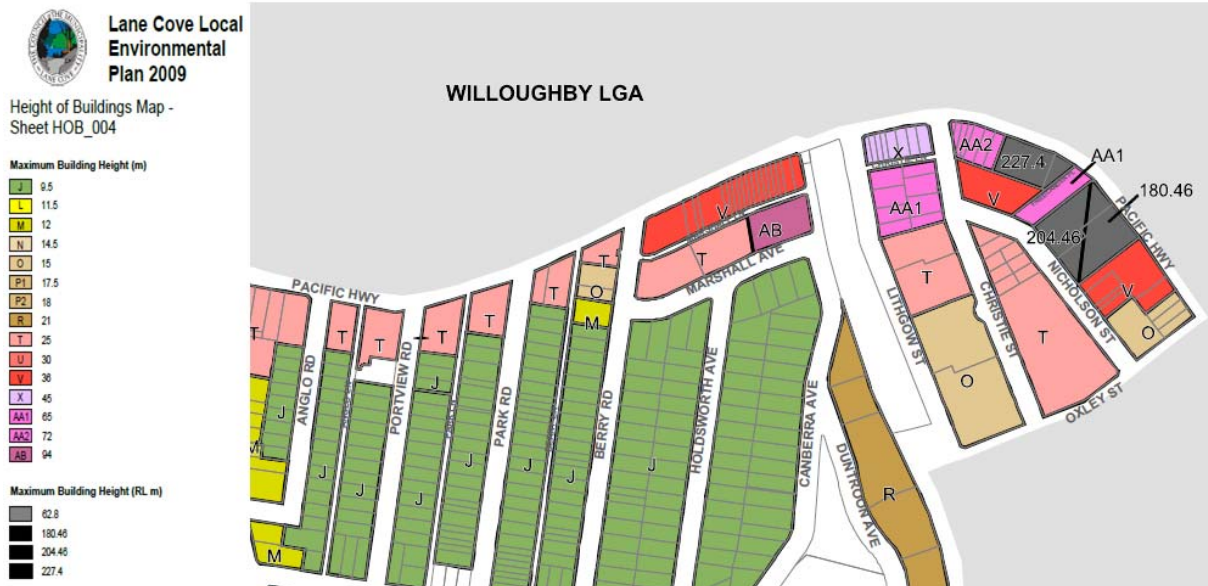 Lane Cove Local
Environmental
Plan 2009
Height of Buildings Map -
Sheet HOB_004
Maximum Building Height (m)
J 9.5
L 11.5
M 12
N 14.5
O 15
P1 17.5
P2 18
R 21
T 25
U 30
V 36
X 45
AA1 65
AA2 72
AB 94
Maximum Building Height (RL m)
62.8
180.46
204.46
227.4
WILLOUGHBY LGA
X
AA2
227.4
AA1
180.46
V
AA1
V
204.46
PACIFIC HWY
AB
T
MARSHALL AVE
T
O
M
T
T
T
T
T
T
PACIFIC HWY
T
LITHGOW ST
CHRISTIE ST
NICHOLSON ST
V
O
T
O
OXLEY ST
J
ANGLO RD
PORTVIEW RD
J
PARK RD
BERRY RD
HOLDSWORTH AVE
CANBERRA AVE
DUNTROON AVE
R
M
J
J
J
J
J
J
J
M